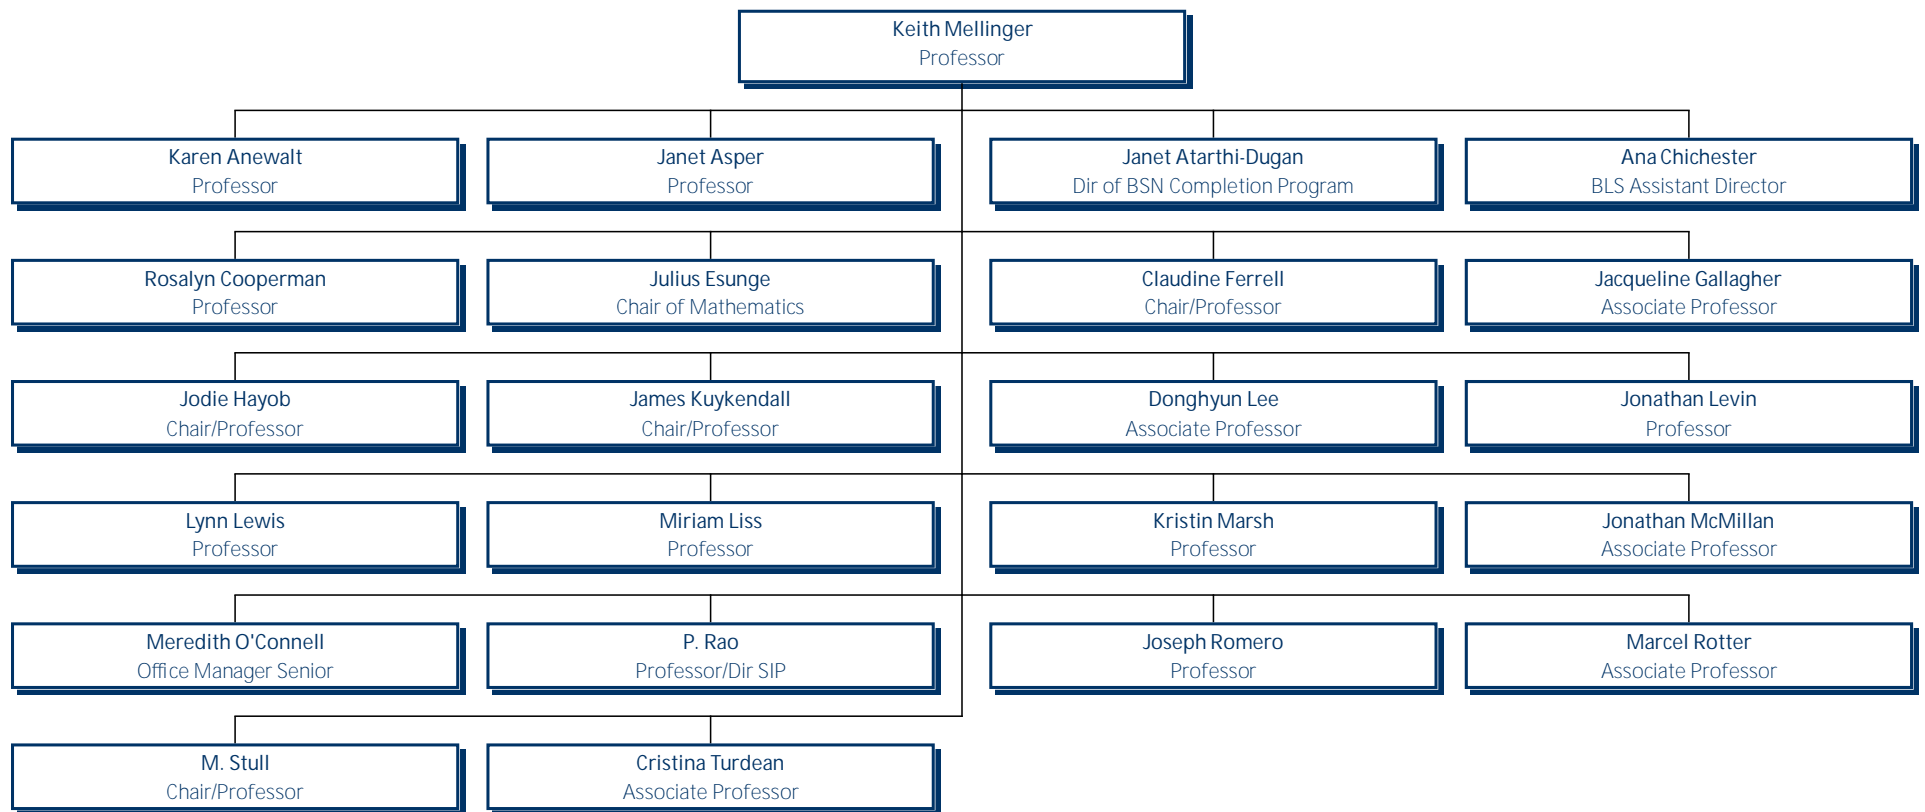 Keith Mellinger
Professor
Karen Anewalt
Professor
Janet Asper
Professor
Janet Atarthi-Dugan
Dir of BSN Completion Program
Ana Chichester
BLS Assistant Director
Rosalyn Cooperman
Professor
Julius Esunge
Chair of Mathematics
Claudine Ferrell
Chair/Professor
Jacqueline Gallagher
Associate Professor
Jodie Hayob
Chair/Professor
James Kuykendall
Chair/Professor
Donghyun Lee
Associate Professor
Jonathan Levin
Professor
Lynn Lewis
Professor
Miriam Liss
Professor
Kristin Marsh
Professor
Jonathan McMillan
Associate Professor
Meredith O'Connell
Office Manager Senior
P. Rao
Professor/Dir SIP
Joseph Romero
Professor
Marcel Rotter
Associate Professor
M. Stull
Chair/Professor
Cristina Turdean
Associate Professor